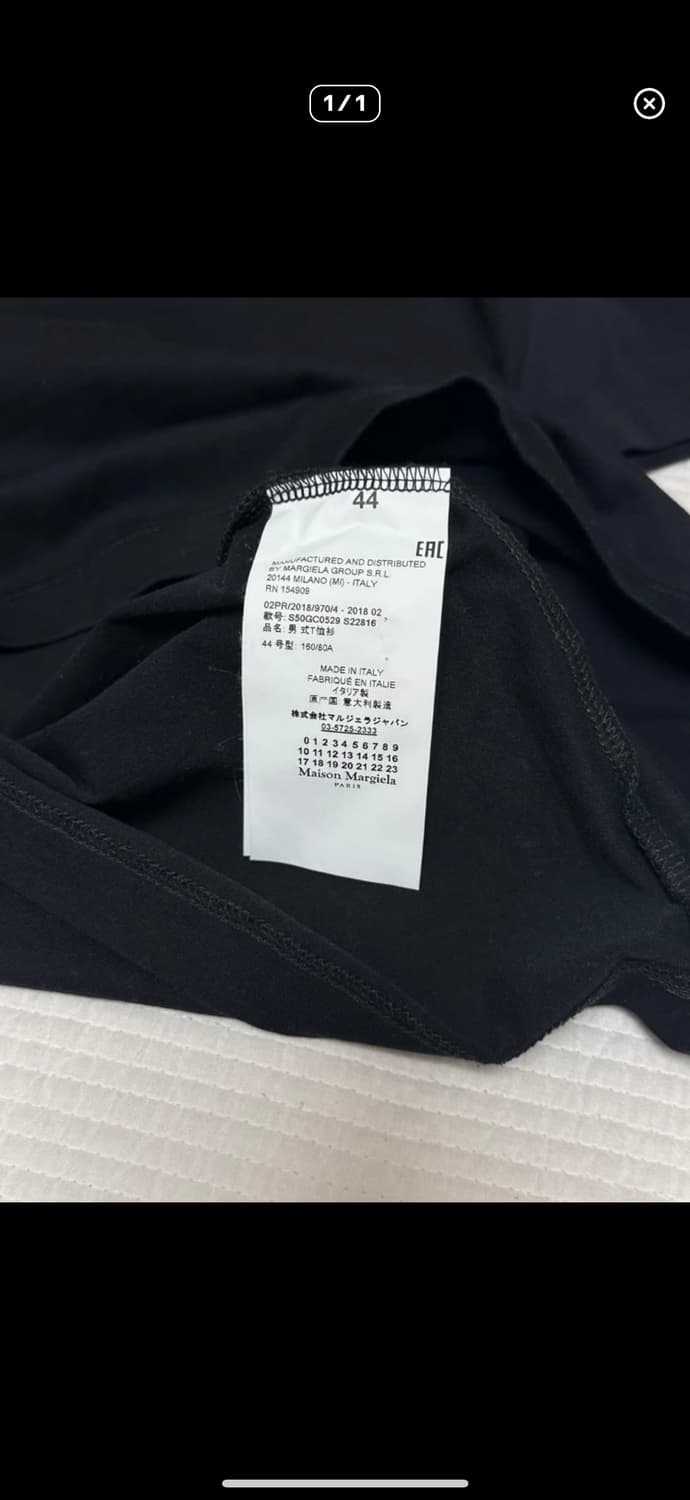 1/1
44
EAC
MANUFACTURED AND DISTRIBUTED
BY MARGIELA GROUP S.R.L.
20144 MILANO (MI) - ITALY
RN 154909
02PR/2018/970/4 - 2018 02
款号: S50GC0529 S22816
品名: 男 式T恤衫
44 号型: 160/80A
MADE IN ITALY
FABRIQUÉ EN ITALIE
イタリア製
原产国: 意大利製造
株式会社マルジェラジャパン
03-5725-2333
0 1 2 3 4 5 6 7 8 9
10 11 12 13 14 15 16
17 18 19 20 21 22 23
Maison Margiela
PARIS